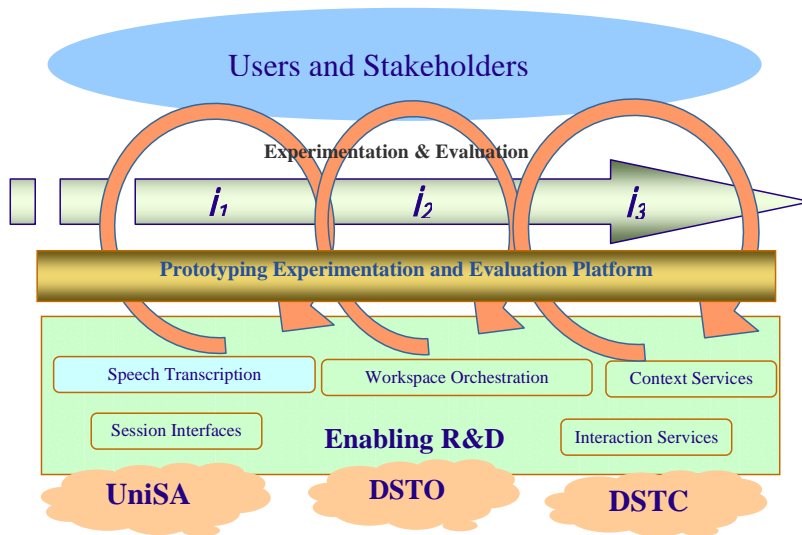 Users and Stakeholders
Experimentation & Evaluation
i1 i2 i3
Prototyping Experimentation and Evaluation Platform
Speech Transcription
Workspace Orchestration
Context Services
Session Interfaces
Enabling R&D
Interaction Services
UniSA
DSTO
DSTC